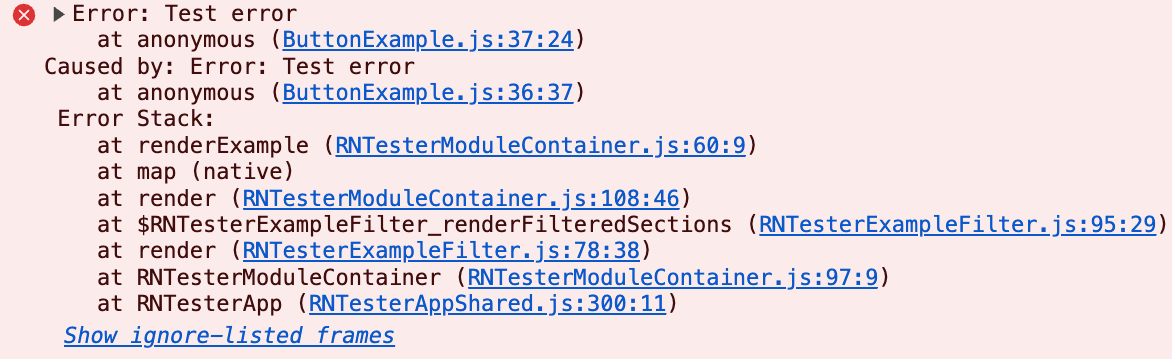 Error: Test error
at anonymous (ButtonExample.js:37:24)
Caused by: Error: Test error
at anonymous (ButtonExample.js:36:37)
Error Stack:
at renderExample (RNTesterModuleContainer.js:60:9)
at map (native)
at render (RNTesterModuleContainer.js:108:46)
at $RNTesterExampleFilter_renderFilteredSections (RNTesterExampleFilter.js:95:29)
at render (RNTesterExampleFilter.js:78:38)
at RNTesterModuleContainer (RNTesterModuleContainer.js:97:9)
at RNTesterApp (RNTesterAppShared.js:300:11)
Show ignore-listed frames